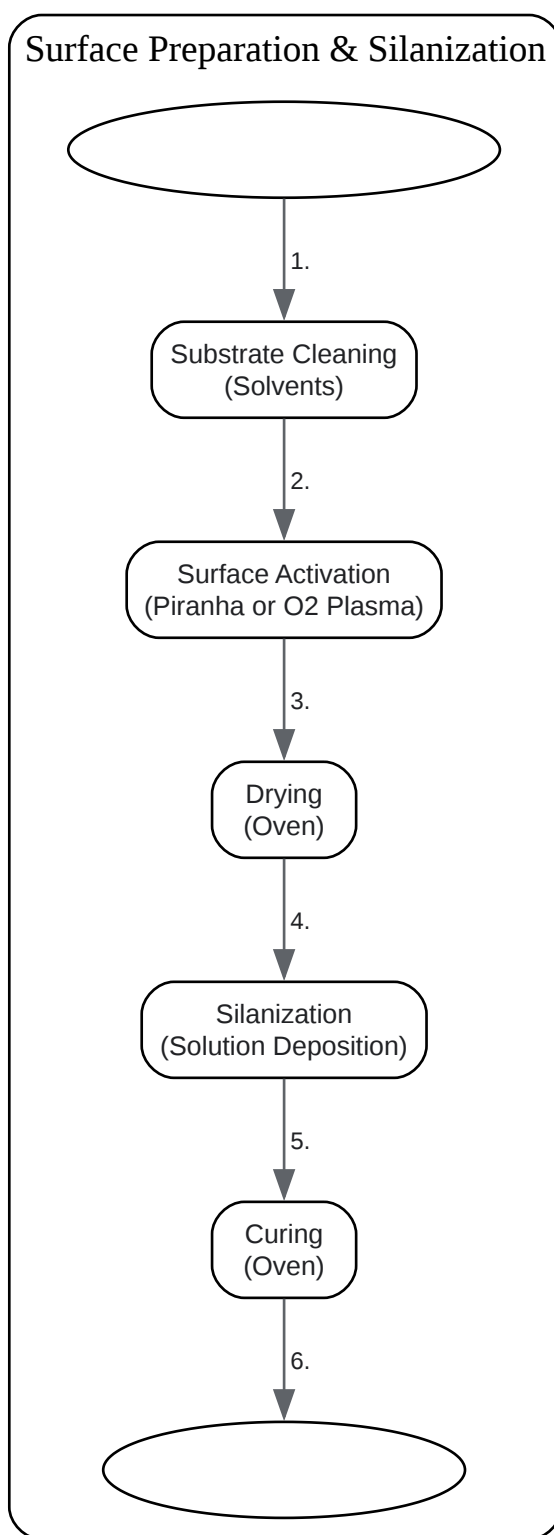 Surface Preparation & Silanization
1.
Substrate Cleaning
(Solvents)
2.
Surface Activation
(Piranha or O2 Plasma)
3.
Drying
(Oven)
4.
Silanization
(Solution Deposition)
5.
Curing
(Oven)
6.